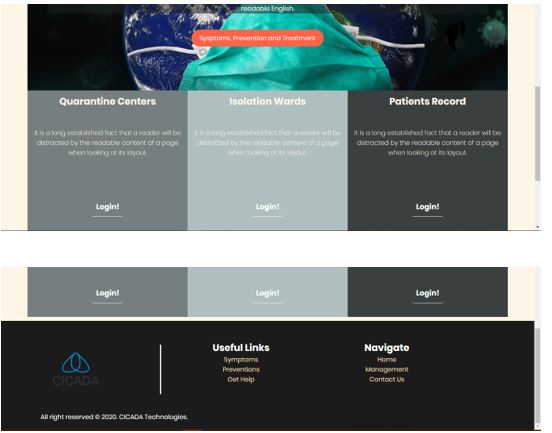 readable English.
Sysptoms, Prevention and Treatment
Quarantine Centers
It is a long established fact that a reader will be
distracted by the readable content of a page
when looking at its layout.
Login!
Isolation Wards
It is a long established fact that a reader will be
distracted by the readable content of a page
when looking at its layout.
Login!
Patients Record
It is a long established fact that a reader will be
distracted by the readable content of a page
when looking at its layout.
Login!
Login!
Login!
Login!
CICADA
Useful Links
Symptoms
Preventions
Get Help
Navigate
Home
Management
Contact Us
All right reserved © 2020. CICADA Technologies.